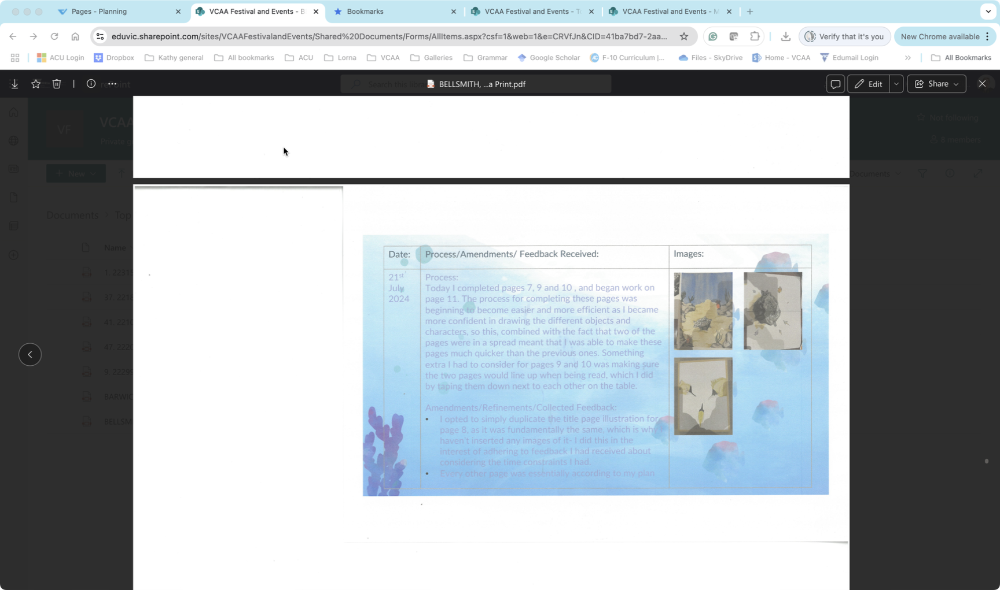 Pages - Planning
VCAA Festival and Events - B
Bookmarks
VCAA Festival and Events - T
VCAA Festival and Events - M
eduvic.sharepoint.com/sites/VCAAFestivalandEvents/Shared%20Documents/Forms/AllItems.aspx?csf=1&web=1&e=CRVfJn&CID=41ba7bd7-2aa...
Verify that it's you
New Chrome available
ACU Login
Dropbox
Kathy general
All bookmarks
ACU
Lorna
VCAA
Galleries
Grammar
Google Scholar
F-10 Curriculum |...
Files - SkyDrive
Home - VCAA
Edumail Login
All Bookmarks
Search this library
BELLSMITH, ...a Print.pdf
Edit
Share
VF
VCAA
Private g
Not following
8 members
New
Documents
Documents > Top
Name
1. 22313
37. 2218
41. 2210
47. 2220
9. 22299
BARWIC
BELLSM
Date:
Process/Amendments/ Feedback Received:
Images:
21st
July
2024
Process:
Today I completed pages 7, 9 and 10 , and began work on
page 11. The process for completing these pages was
beginning to become easier and more efficient as I became
more confident in drawing the different objects and
characters, so this, combined with the fact that two of the
pages were in a spread meant that I was able to make these
pages much quicker than the previous ones. Something
extra I had to consider for pages 9 and 10 was making sure
the two pages would line up when being read, which I did
by taping them down next to each other on the table.
Amendments/Refinements/Collected Feedback:
• I opted to simply duplicate the title page illustration for
page 8, as it was fundamentally the same, which is why
haven't inserted any images of it- I did this in the
interest of adhering to feedback I had received about
considering the time constraints I had.
• Every other page was essentially according to my plan